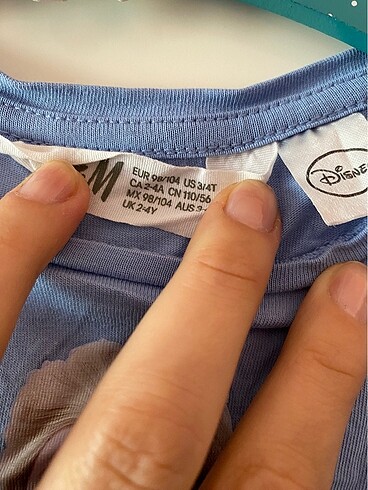 M
EUR 98/104 US 3/4T
CA 2-4A CN 110/56
MX 98/104 AUS
UK 2-4Y
Disney